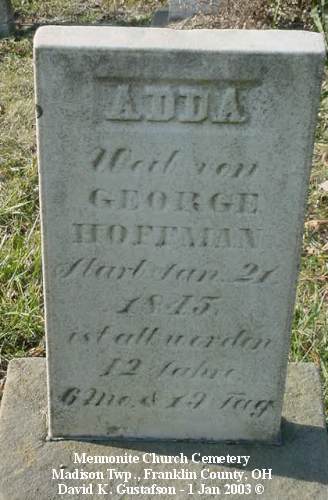 ADDA
Weib von
GEORGE
HOFFMAN
Starb Jan. 21
1845.
ist alt worden
Jahre
6 Mo. & 19 Tag
Mennonite Church Cemetery
Madison Twp., Franklin County, OH
David K. Gustafson - 1 Jan 2003 ©